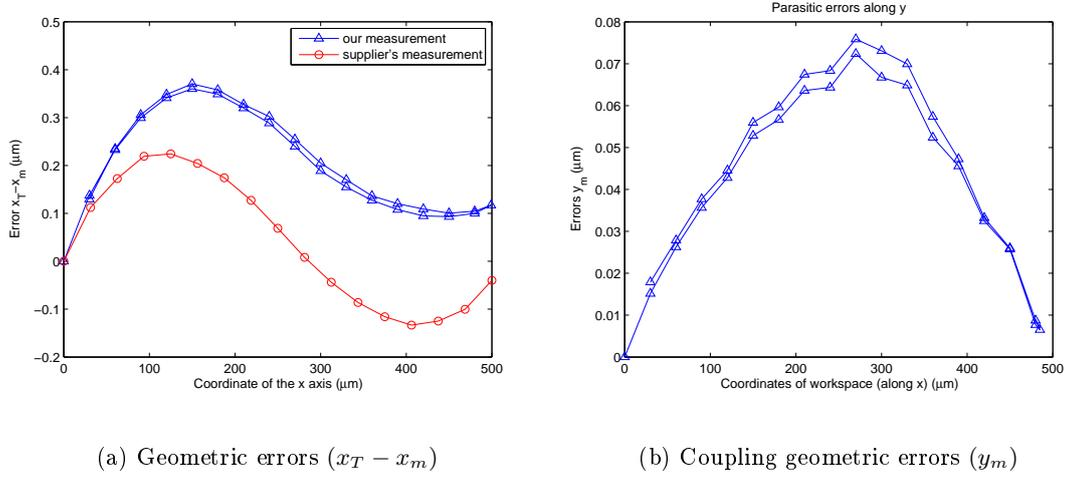 our measurement
supplier's measurement
0.5
0.4
0.3
0.2
0.1
0
−0.1
−0.2
Error x_T−x_m (μm)
0 100 200 300 400 500
Coordinate of the x axis (μm)
(a) Geometric errors (x_T − x_m)
Parasitic errors along y
0.08
0.07
0.06
0.05
0.04
0.03
0.02
0.01
0
Errors y_m (μm)
0 100 200 300 400 500
Coordinates of workspace (along x) (μm)
(b) Coupling geometric errors (y_m)